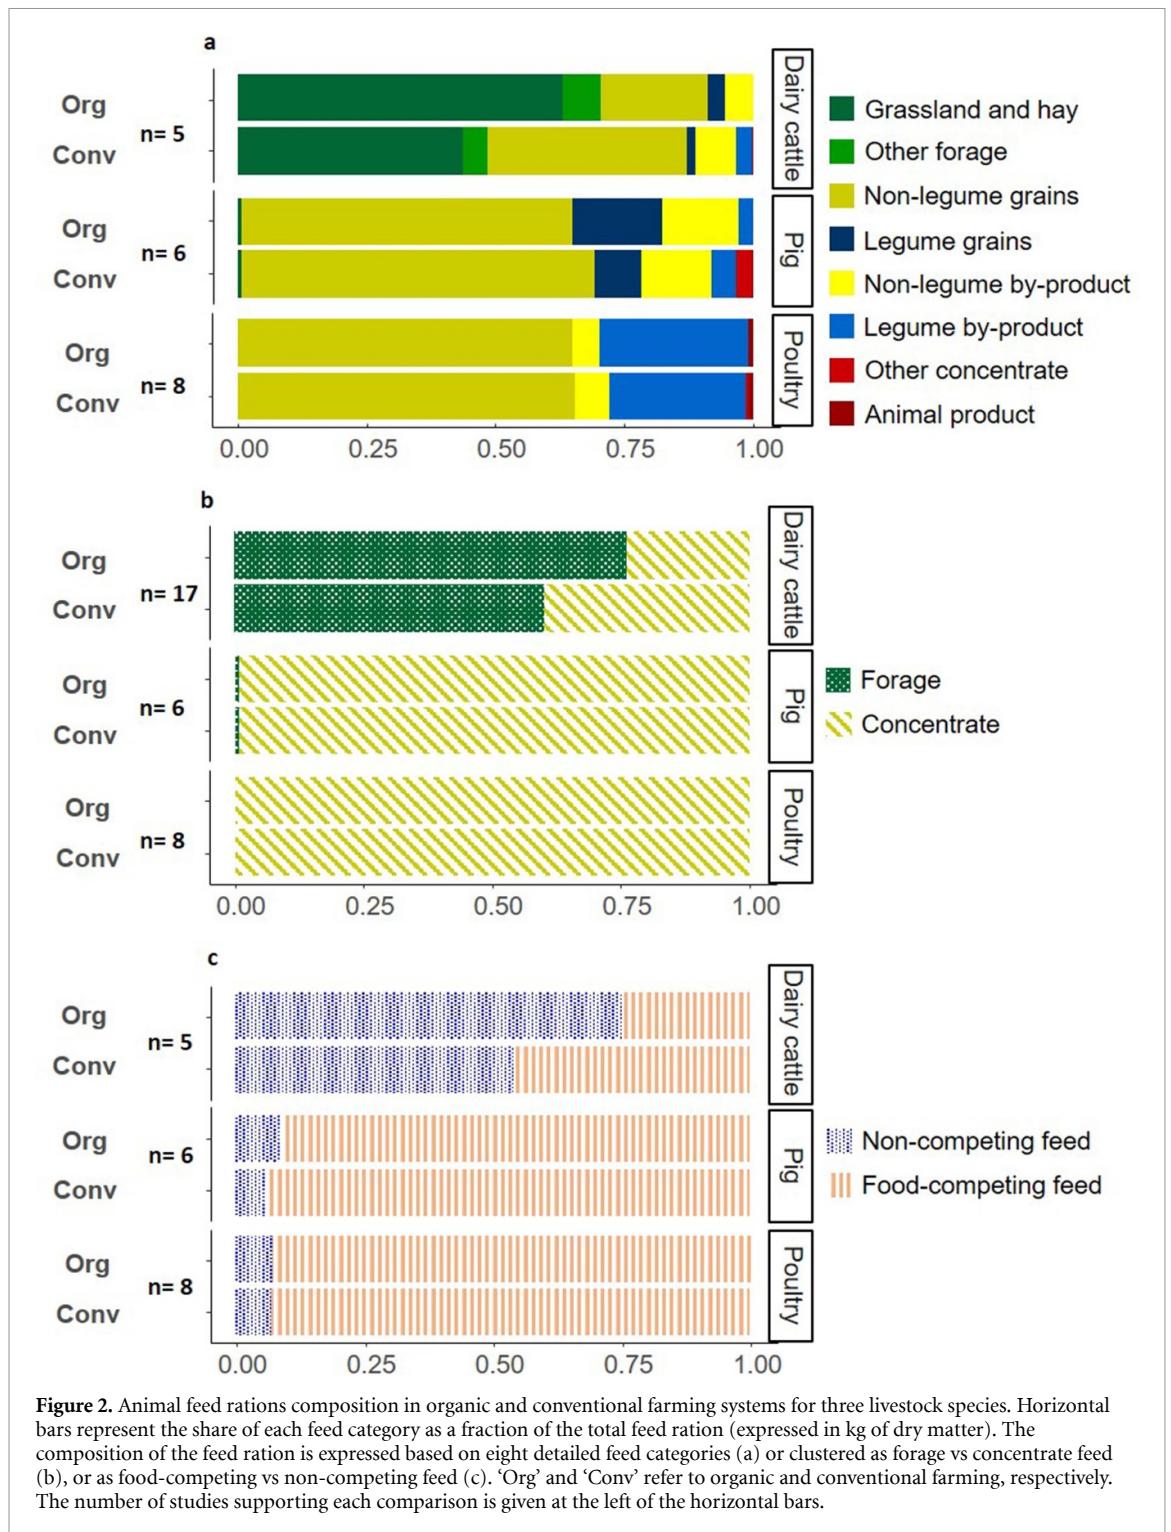 a
Org
Conv
n= 5
Dairy cattle
Org
Conv
n= 6
Pig
Org
Conv
n= 8
Poultry
0.00 0.25 0.50 0.75 1.00
Grassland and hay
Other forage
Non-legume grains
Legume grains
Non-legume by-product
Legume by-product
Other concentrate
Animal product
b
Org
Conv
n= 17
Dairy cattle
Org
Conv
n= 6
Pig
Org
Conv
n= 8
Poultry
0.00 0.25 0.50 0.75 1.00
Forage
Concentrate
c
Org
Conv
n= 5
Dairy cattle
Org
Conv
n= 6
Pig
Org
Conv
n= 8
Poultry
0.00 0.25 0.50 0.75 1.00
Non-competing feed
Food-competing feed
Figure 2. Animal feed rations composition in organic and conventional farming systems for three livestock species. Horizontal
bars represent the share of each feed category as a fraction of the total feed ration (expressed in kg of dry matter). The
composition of the feed ration is expressed based on eight detailed feed categories (a) or clustered as forage vs concentrate feed
(b), or as food-competing vs non-competing feed (c). ‘Org’ and ‘Conv’ refer to organic and conventional farming, respectively.
The number of studies supporting each comparison is given at the left of the horizontal bars.